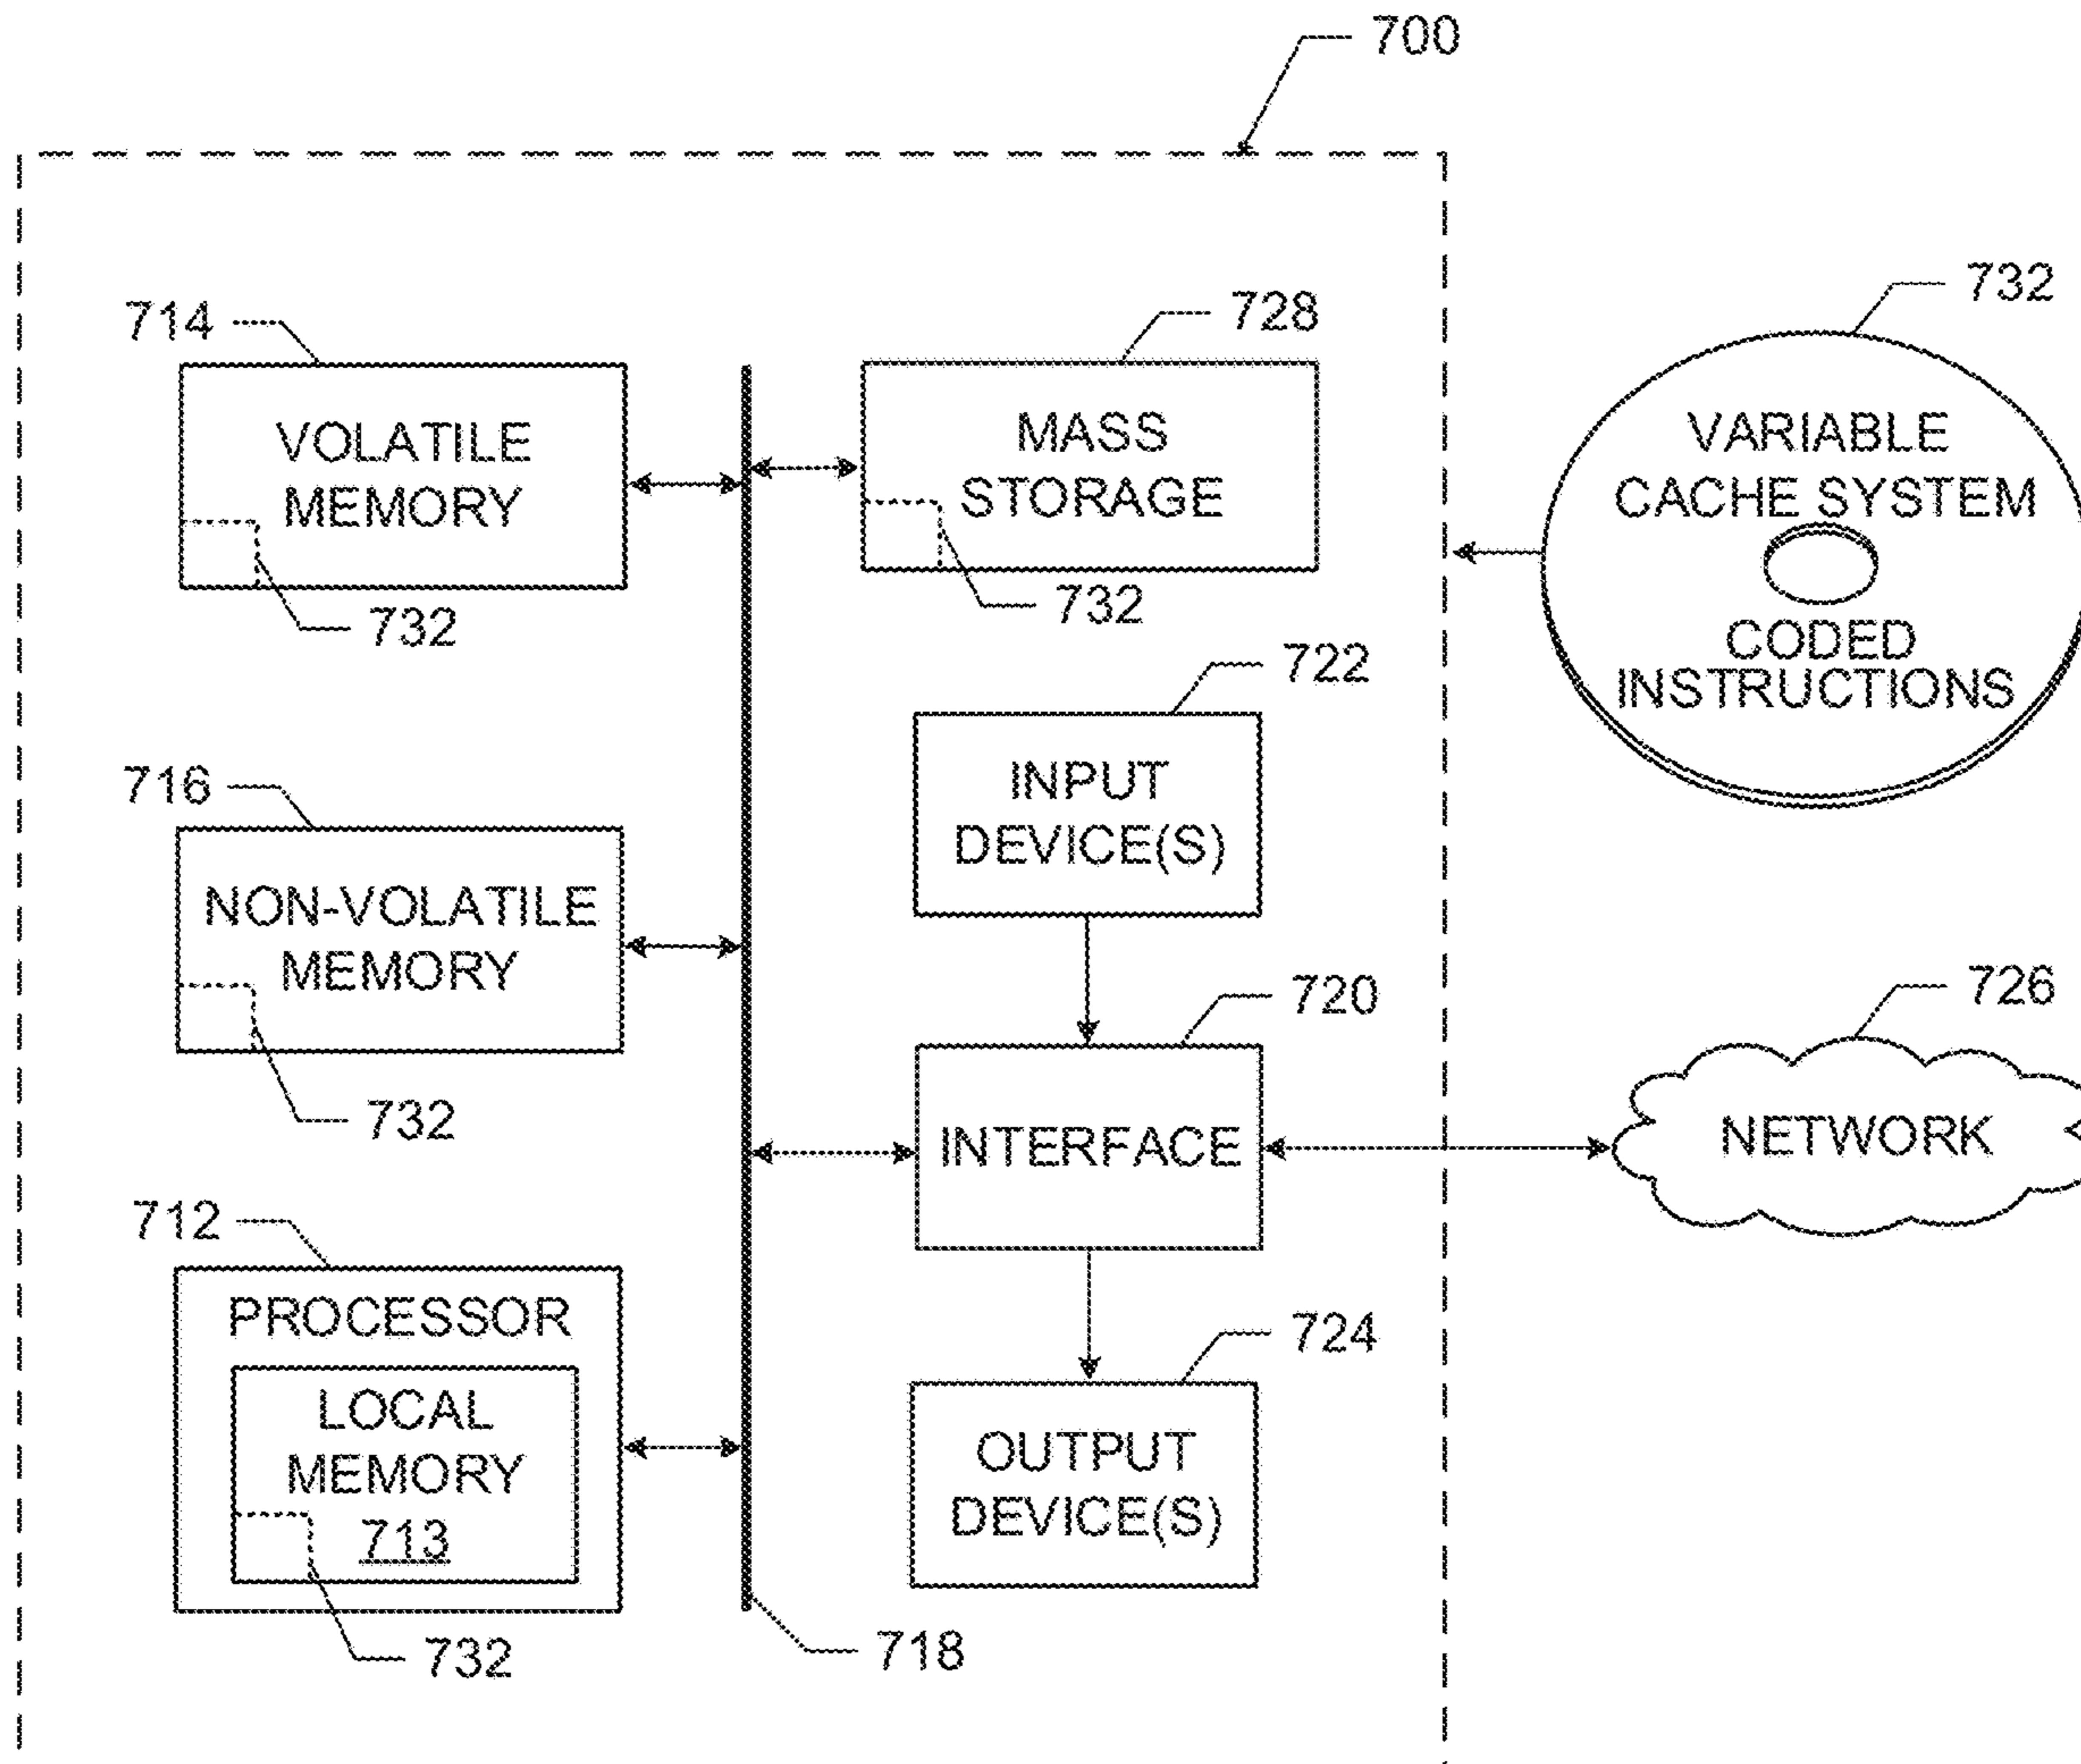 700
714
VOLATILE
MEMORY
732
728
MASS
STORAGE
732
732
VARIABLE
CACHE SYSTEM
CODED
INSTRUCTIONS
722
INPUT
DEVICE(S)
716
NON-VOLATILE
MEMORY
732
720
INTERFACE
726
NETWORK
712
PROCESSOR
LOCAL
MEMORY
713
732
724
OUTPUT
DEVICE(S)
718